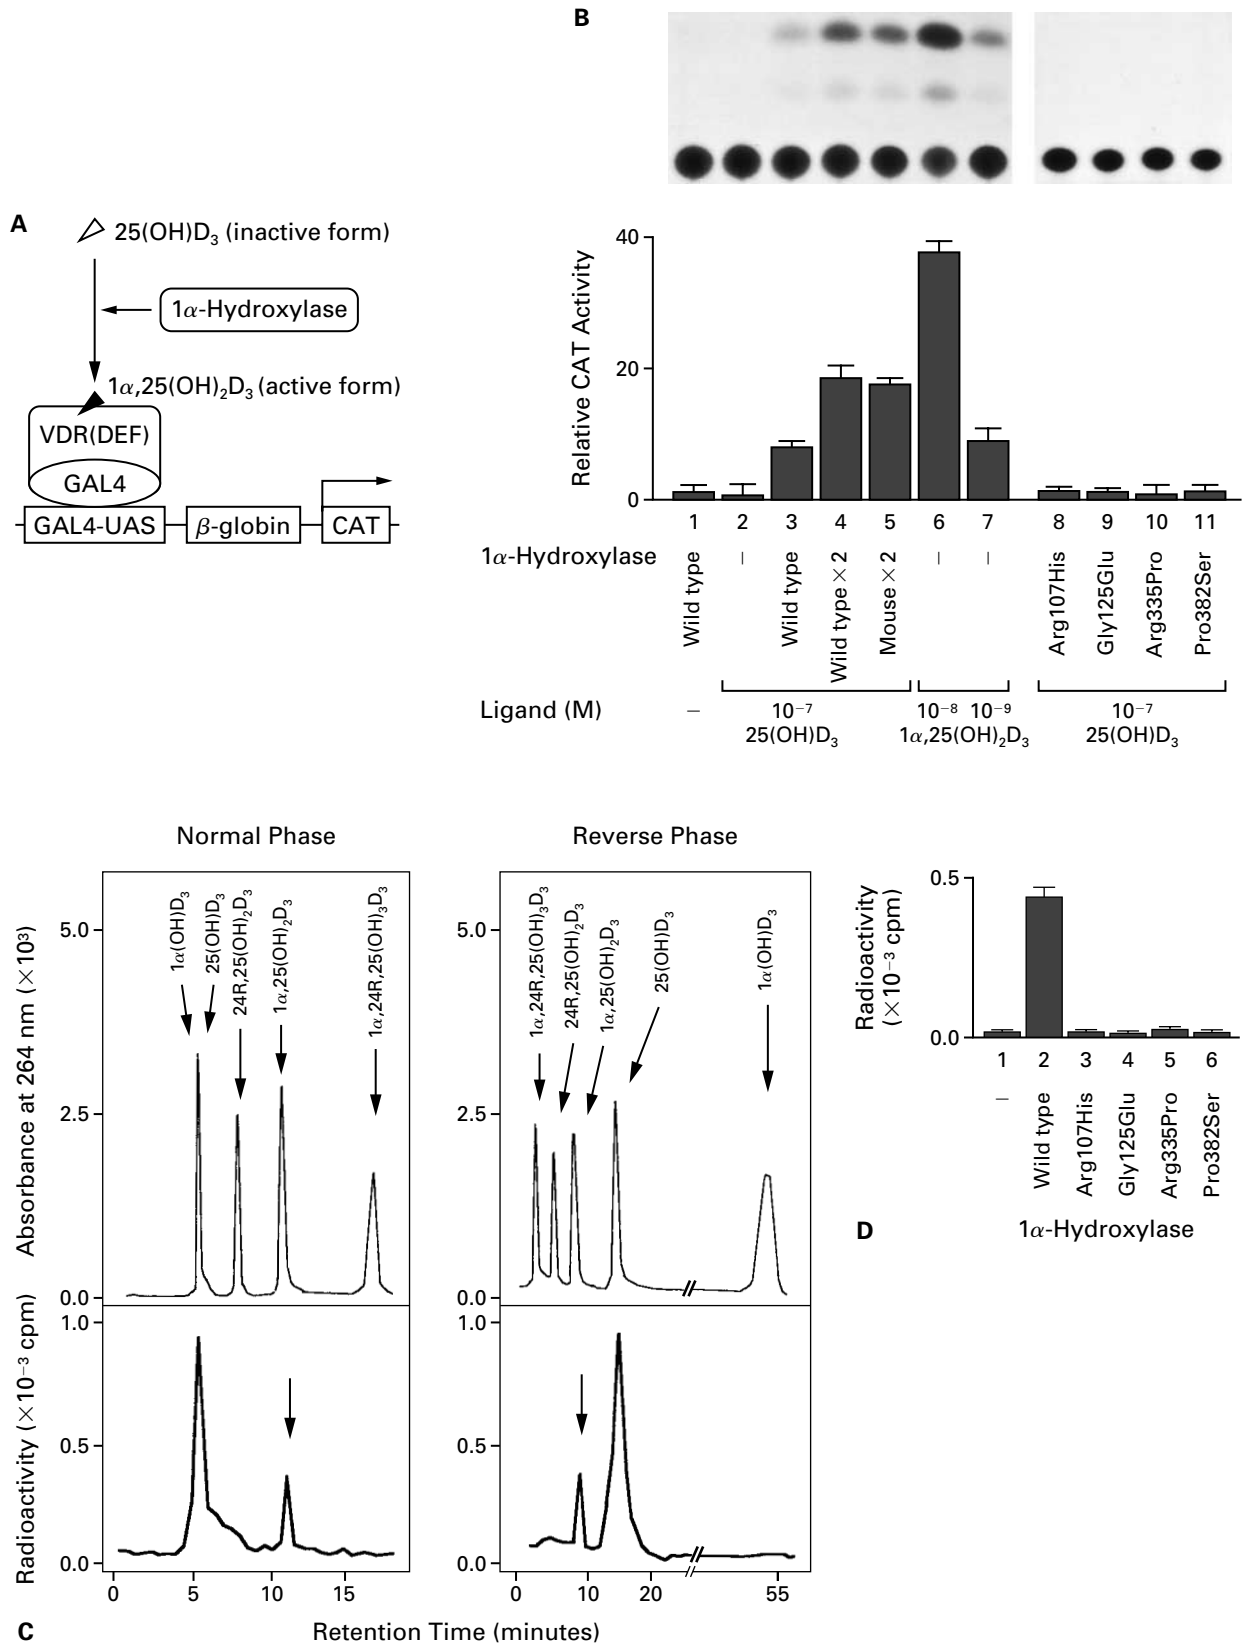 B
A
25(OH)D₃ (inactive form)
1α-Hydroxylase
1α,25(OH)₂D₃ (active form)
VDR(DEF)
GAL4
GAL4-UAS
β-globin
CAT
Relative CAT Activity
40
20
0
1 2 3 4 5 6 7 8 9 10 11
1α-Hydroxylase
Wild type
–
Wild type
Wild type × 2
Mouse × 2
–
–
Arg107His
Gly125Glu
Arg335Pro
Pro382Ser
Ligand (M)
–
10⁻⁷
25(OH)D₃
10⁻⁸ 10⁻⁹
1α,25(OH)₂D₃
10⁻⁷
25(OH)D₃
Normal Phase
Absorbance at 264 nm (×10³)
5.0
2.5
0.0
1α(OH)D₃
25(OH)D₃
24R,25(OH)₂D₃
1α,25(OH)₂D₃
1α,24R,25(OH)₃D₃
Reverse Phase
5.0
2.5
0.0
1α,24R,25(OH)₃D₃
24R,25(OH)₂D₃
1α,25(OH)₂D₃
25(OH)D₃
1α(OH)D₃
Radioactivity (×10⁻³ cpm)
1.0
0.5
0.0
0 5 10 15
1.0
0.5
0.0
0 10 20 55
C
Retention Time (minutes)
Radioactivity
(×10⁻³ cpm)
0.5
0.0
1 2 3 4 5 6
–
Wild type
Arg107His
Gly125Glu
Arg335Pro
Pro382Ser
D
1α-Hydroxylase